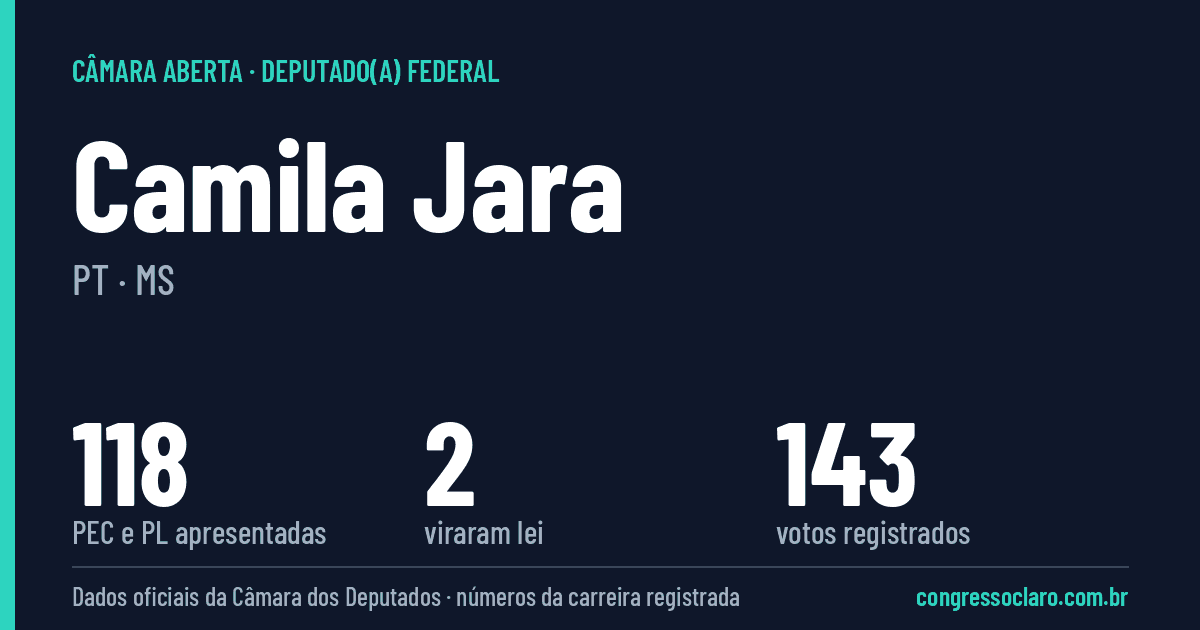 CÂMARA ABERTA · DEPUTADO(A) FEDERAL
Camila Jara
PT · MS
118 2 143
PEC e PL apresentadas viraram lei votos registrados
Dados oficiais da Câmara dos Deputados · números da carreira registrada congressoclaro.com.br